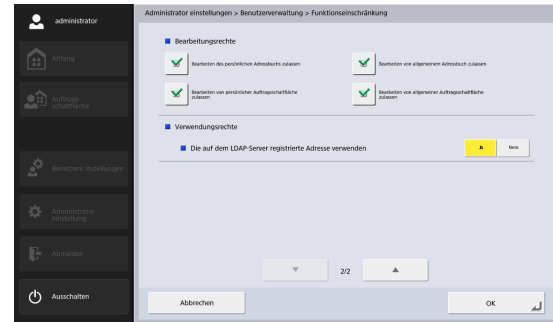 administrator
Administrator einstellungen > Benutzerverwaltung > Funktionseinschränkung
Anfang
Auftrags-
schaltfläche
Benutzers instellungen
Administrator -
einstellung
Abmelden
Ausschalten
Bearbeitungsrechte
Bearbeiten des persönlichen Adressbuchs zulassen
Bearbeiten von allgemeinem Adressbuch zulassen
Bearbeiten von persönlicher Auftragsschaltfläche
zulassen
Bearbeiten von allgemeiner Auftragsschaltfläche
zulassen
Verwendungsrechte
Die auf dem LDAP-Server registrierte Adresse verwenden
Ja
Nein
2/2
Abbrechen
OK